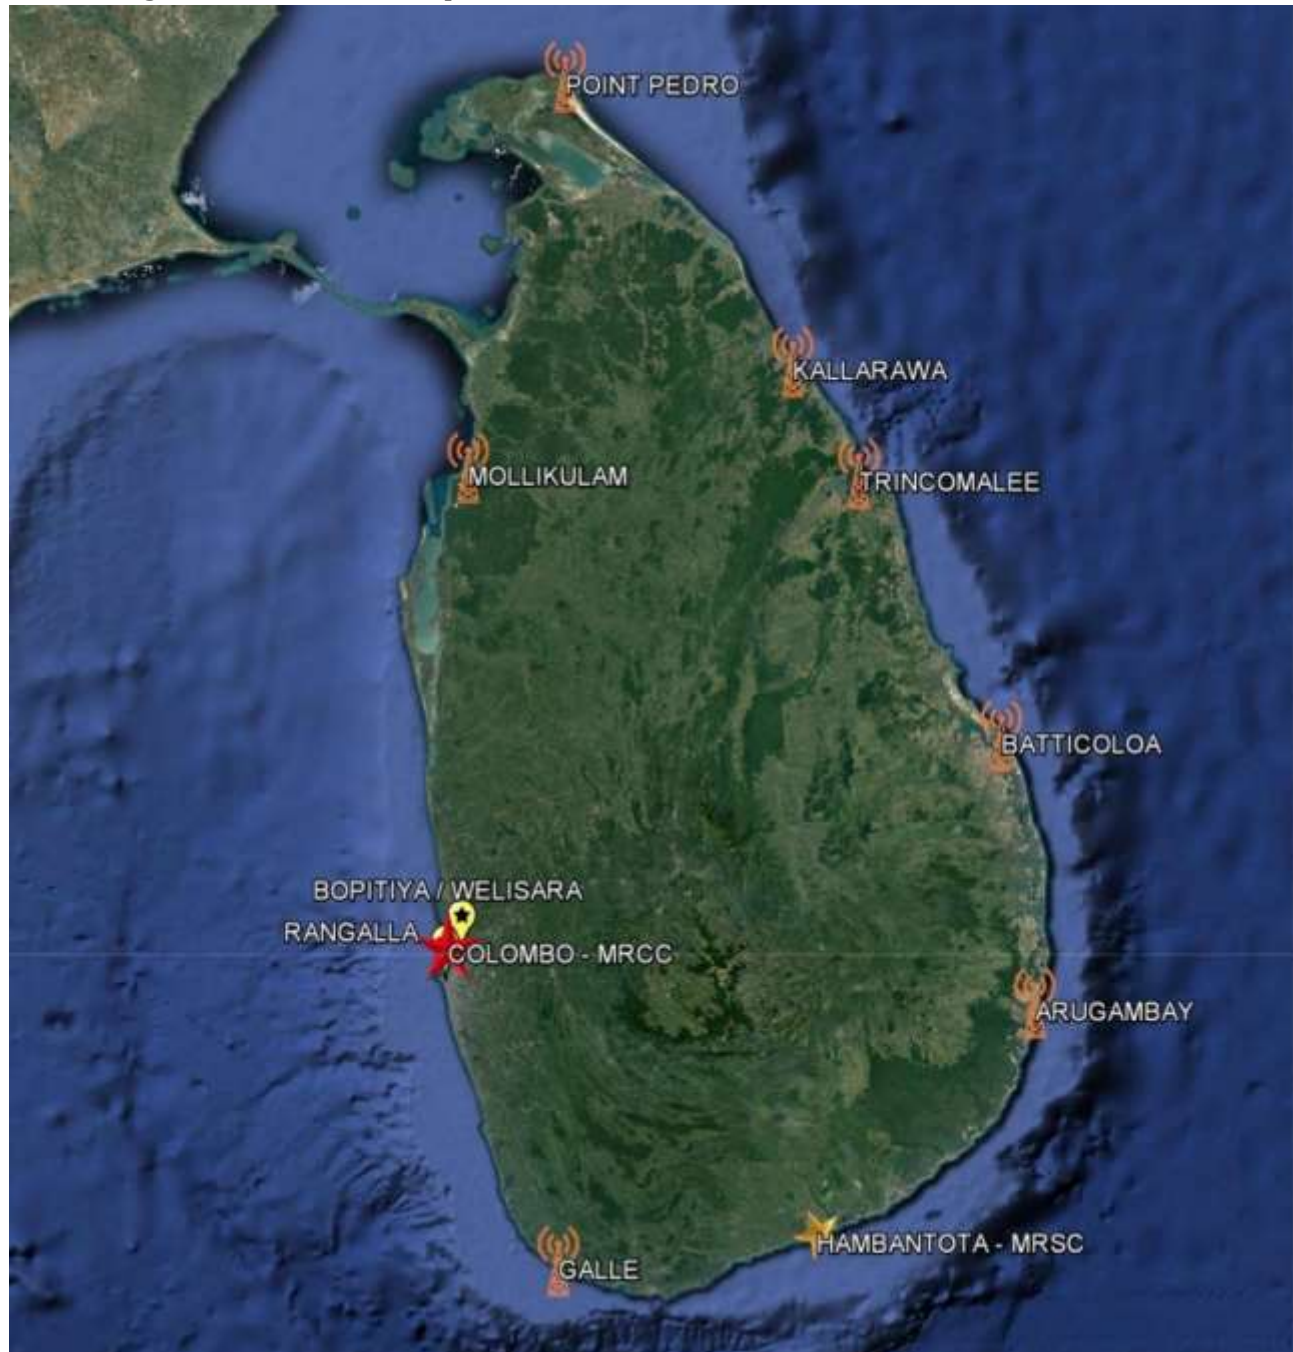 POINT PEDRO
KALLARAWA
MOLLIKULAM
TRINCOMALEE
BATTICOLOA
BOPITIYA / WELISARA
RANGALLA
COLOMBO - MRCC
ARUGAMBAY
HAMBANTOTA - MRSC
GALLE